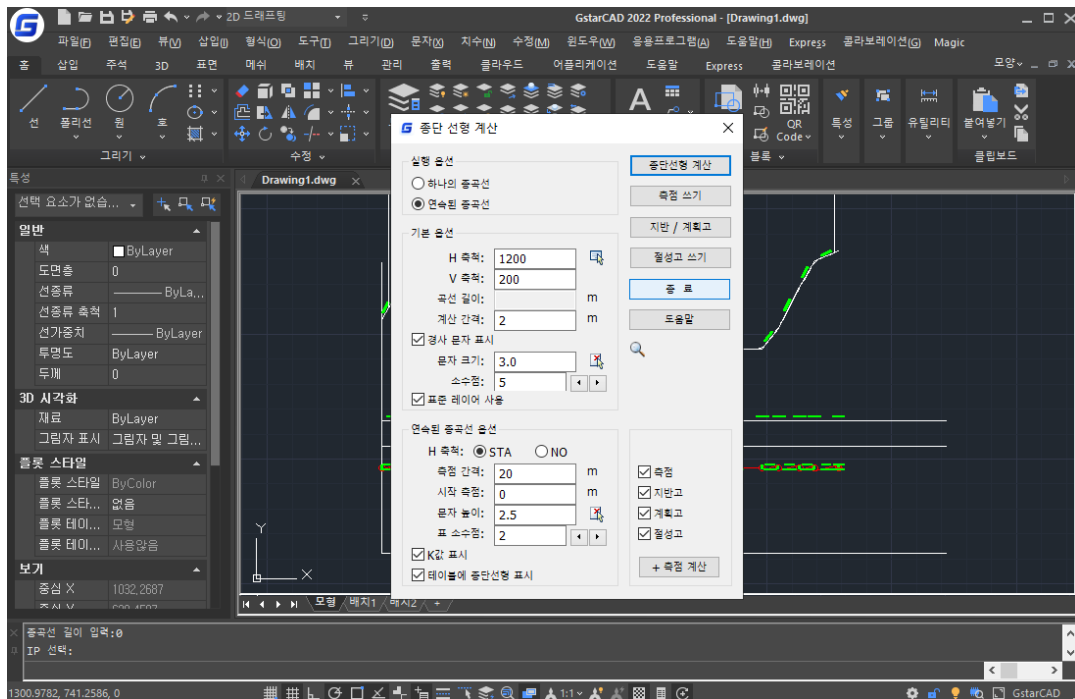 2D 드래프팅
GstarCAD 2022 Professional - [Drawing1.dwg]
파일(F) 편집(E) 뷰(V) 삽입(I) 형식(O) 도구(T) 그리기(D) 문자(X) 치수(N) 수정(M) 윈도우(W) 응용프로그램(A) 도움말(H) Express 콜라보레이션(G) Magic
홈 삽입 주석 3D 표면 메쉬 배치 뷰 관리 출력 클라우드 어플리케이션 도움말 Express 콜라보레이션 모양
선 폴리선 원 호 A QR Code 특성 그룹 유틸리티 붙여넣기
그리기 수정 블록 클립보드
특성
Drawing1.dwg
선택 요소가 없습...
일반
색 ByLayer
도면층 0
선종류 ByLa...
선종류 축척 1
선가중치 ByLayer
투명도 ByLayer
두께 0
3D 시각화
재료 ByLayer
그림자 표시 그림자 및 그림...
플롯 스타일
플롯 스타일 ByColor
플롯 스타... 없음
플롯 테이... 모형
플롯 테이... 사용않음
보기
중심 X 1032,2687
종단 선형 계산
실행 옵션
하나의 종곡선
연속된 종곡선
기본 옵션
H 축척: 1200
V 축척: 200
곡선 길이: m
계산 간격: 2 m
경사 문자 표시
문자 크기: 3.0
소수점: 5
표준 레이어 사용
연속된 종곡선 옵션
H 축척: STA NO
측점 간격: 20 m
시작 측점: 0 m
문자 높이: 2.5
표 소수점: 2
K값 표시
테이블에 종단선형 표시
종단선형 계산
측점 쓰기
지반 / 계획고
절성고 쓰기
종 료
도움말
측점
지반고
계획고
절성고
+ 측점 계산
Y
X
모형 배치1 배치2 +
종곡선 길이 입력:0
IP 선택:
1300.9782, 741.2586, 0
1:1
GstarCAD